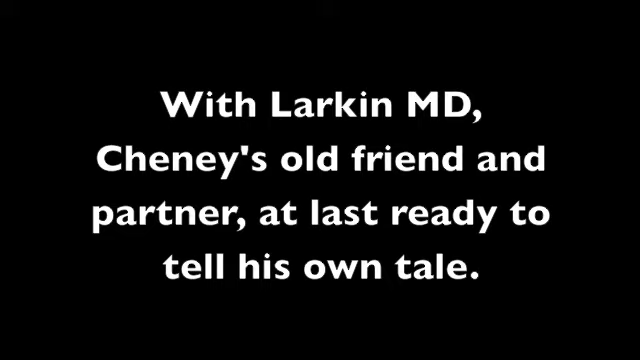 With Larkin MD,
Cheney's old friend and
partner, at last ready to
tell his own tale.